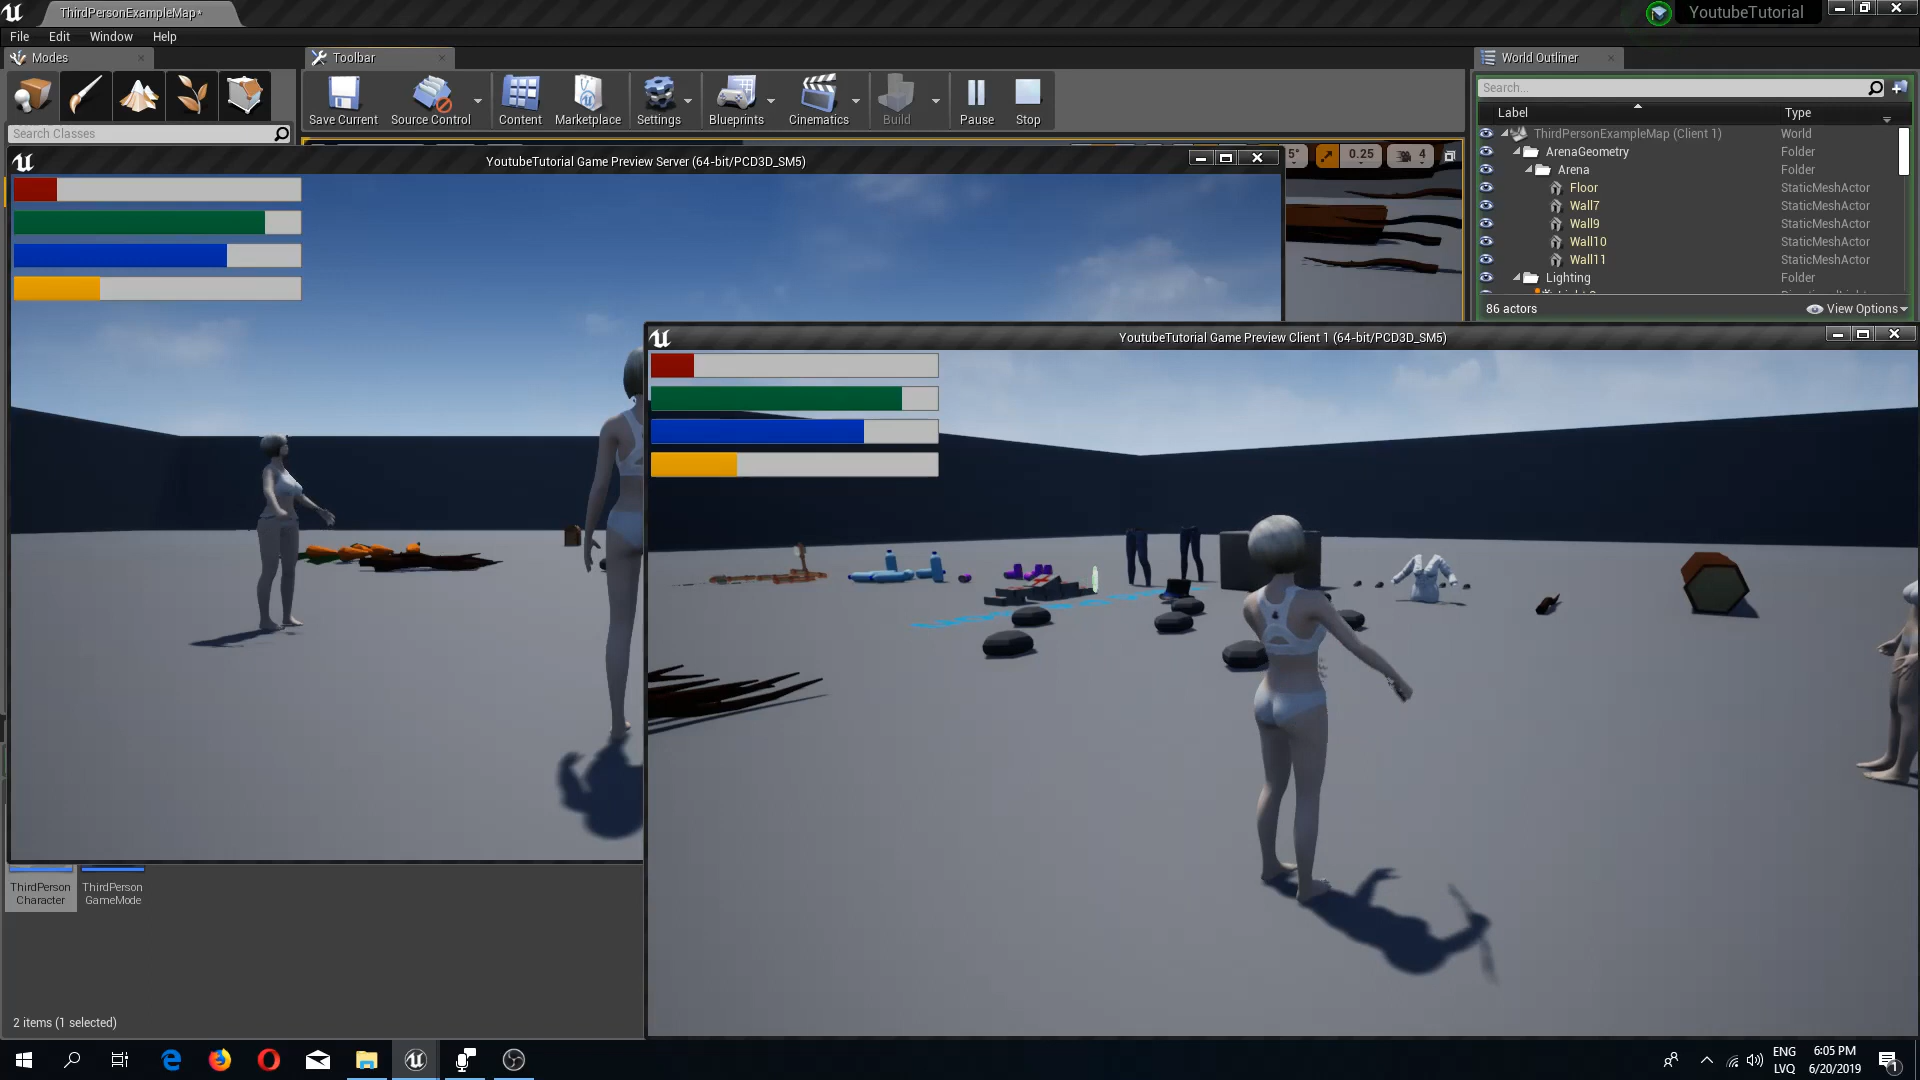 ThirdPersonExampleMap*
YoutubeTutorial
File Edit Window Help
Modes
Toolbar
World Outliner
Save Current
Source Control
Content
Marketplace
Settings
Blueprints
Cinematics
Build
Pause
Stop
Search Classes
Search...
Label Type
ThirdPersonExampleMap (Client 1) World
ArenaGeometry Folder
Arena Folder
Floor StaticMeshActor
Wall7 StaticMeshActor
Wall9 StaticMeshActor
Wall10 StaticMeshActor
Wall11 StaticMeshActor
Lighting Folder
86 actors
View Options
YoutubeTutorial Game Preview Server (64-bit/PCD3D_SM5)
5° 0.25 4
YoutubeTutorial Game Preview Client 1 (64-bit/PCD3D_SM5)
ThirdPerson
Character
ThirdPerson
GameMode
2 items (1 selected)
ENG
LVQ
6:05 PM
6/20/2019
1